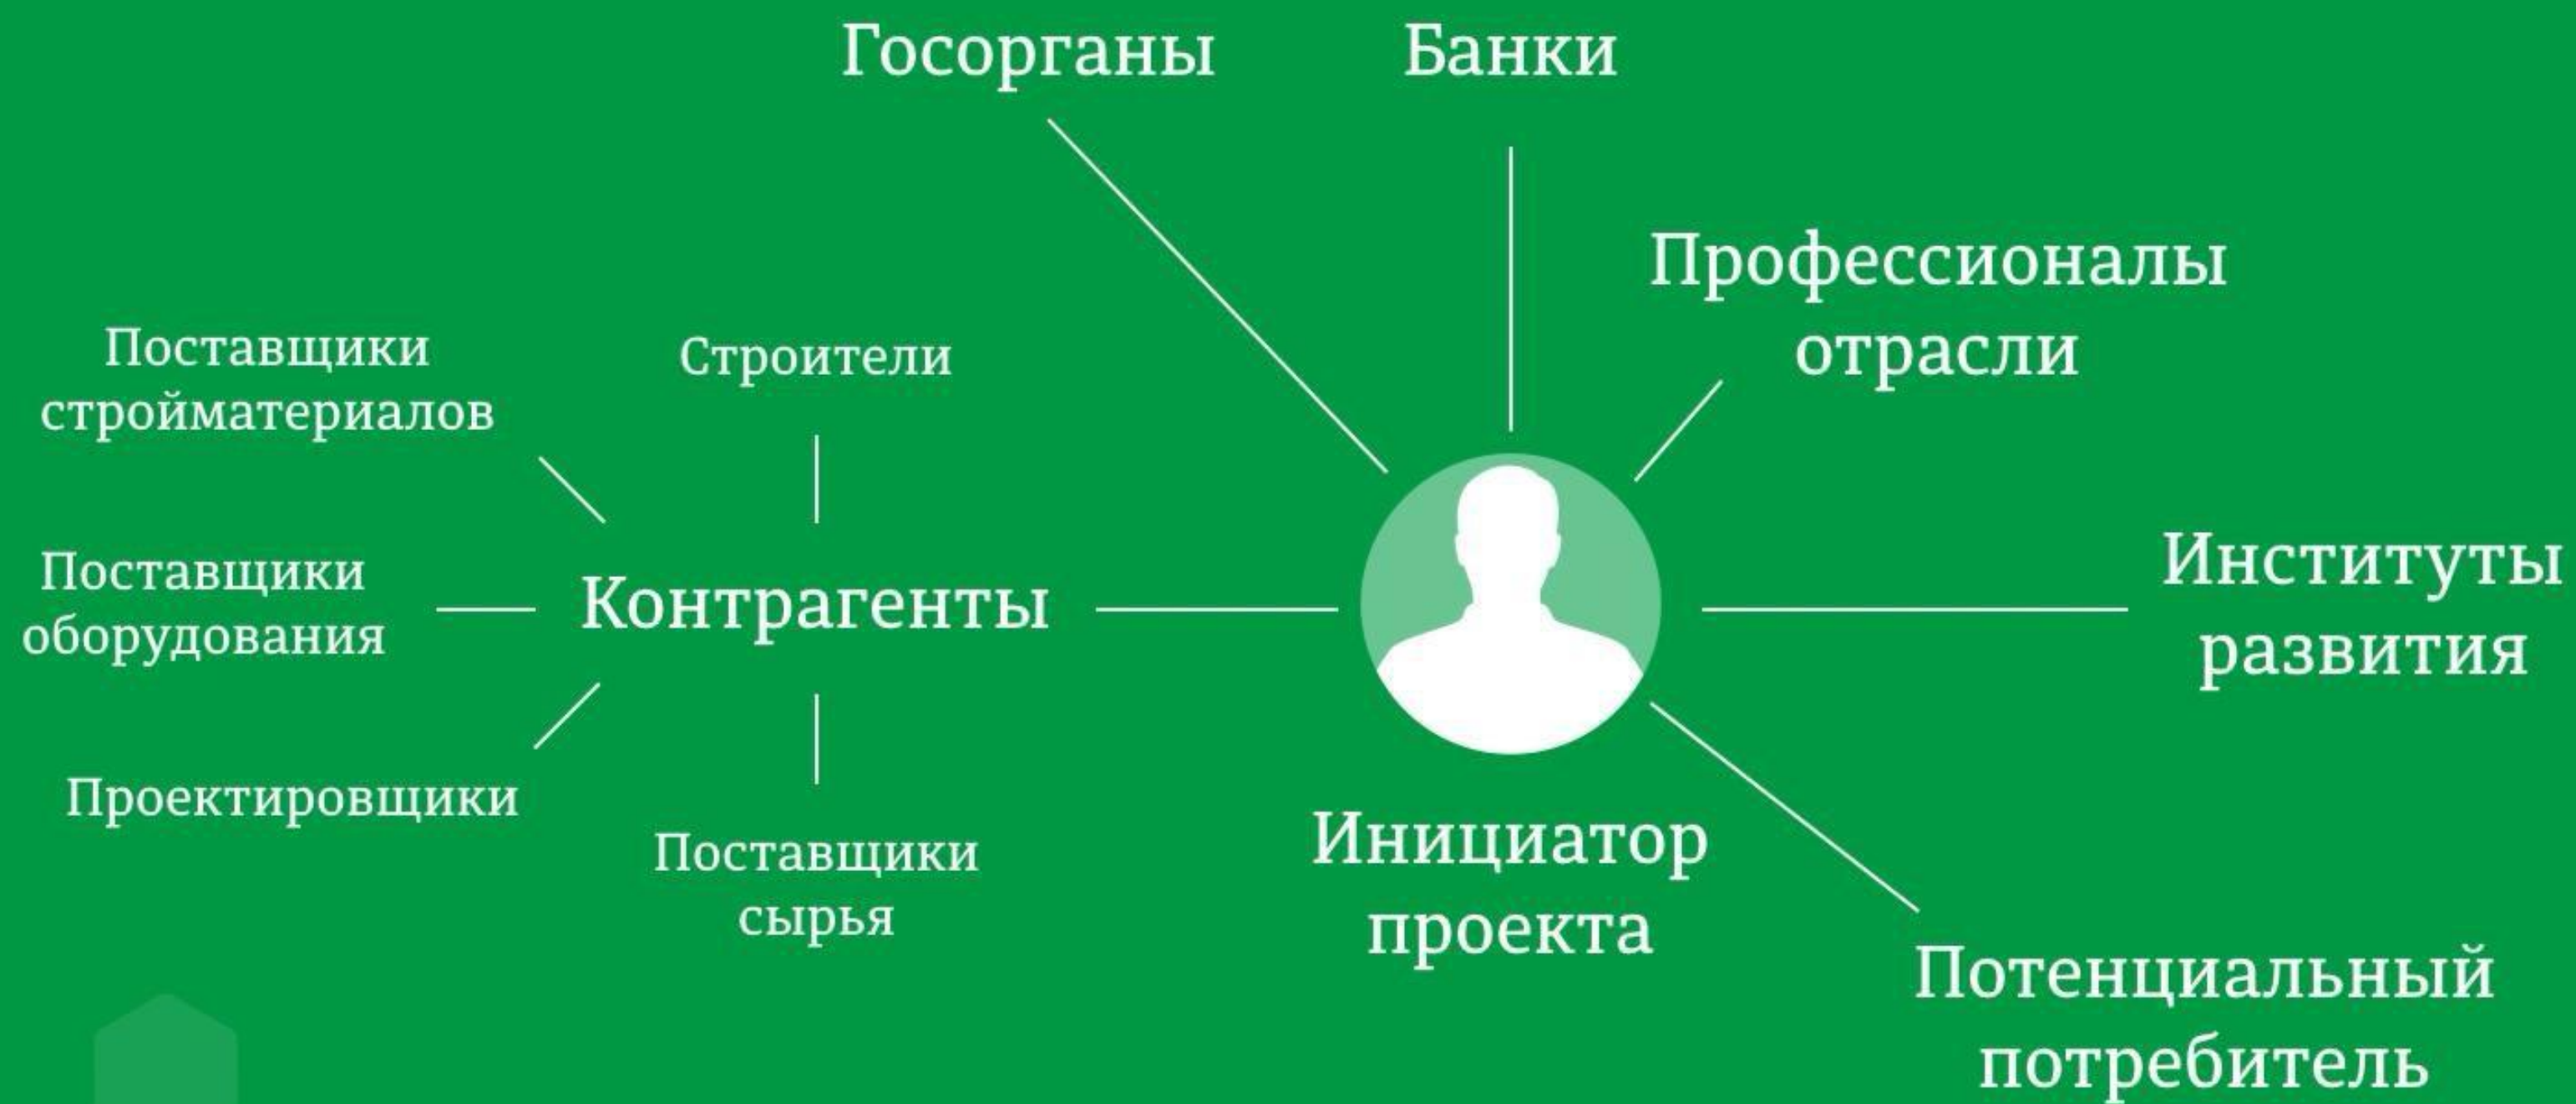 Госорганы
Банки
Профессионалы
отрасли
Поставщики
стройматериалов
Строители
Поставщики
оборудования
Контрагенты
Институты
развития
Проектировщики
Поставщики
сырья
Инициатор
проекта
Потенциальный
потребитель